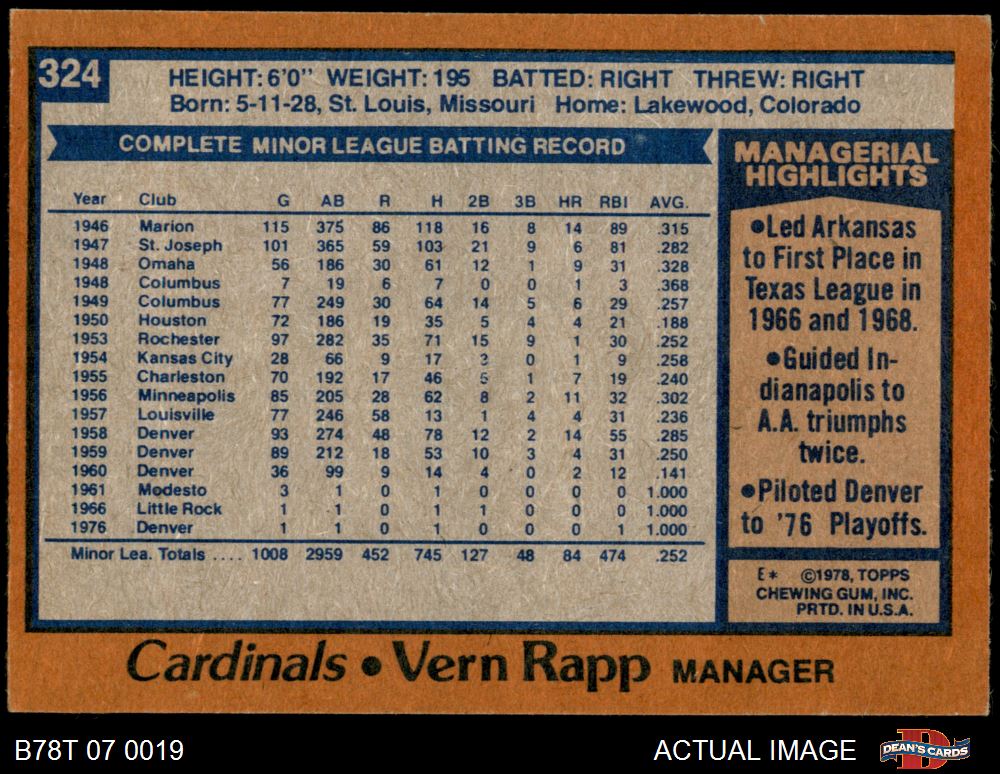 324
HEIGHT: 6'0" WEIGHT: 195 BATTED: RIGHT THREW: RIGHT
Born: 5-11-28, St. Louis, Missouri Home: Lakewood, Colorado
COMPLETE MINOR LEAGUE BATTING RECORD
Year Club G AB R H 2B 3B HR RBI AVG.
1946 Marion 115 375 86 118 16 8 14 89 .315
1947 St. Joseph 101 365 59 103 21 9 6 81 .282
1948 Omaha 56 186 30 61 12 1 9 31 .328
1948 Columbus 7 19 6 7 0 0 1 3 .368
1949 Columbus 77 249 30 64 14 5 6 29 .257
1950 Houston 72 186 19 35 5 4 4 21 .188
1953 Rochester 97 282 35 71 15 9 1 30 .252
1954 Kansas City 28 66 9 17 3 0 1 9 .258
1955 Charleston 70 192 17 46 5 1 7 19 .240
1956 Minneapolis 85 205 28 62 8 2 11 32 .302
1957 Louisville 77 246 58 13 1 4 4 31 .236
1958 Denver 93 274 48 78 12 2 14 55 .285
1959 Denver 89 212 18 53 10 3 4 31 .250
1960 Denver 36 99 9 14 4 0 2 12 .141
1961 Modesto 3 1 0 1 0 0 0 0 1.000
1966 Little Rock 1 1 0 1 1 0 0 0 1.000
1976 Denver 1 1 0 1 0 0 0 1 1.000
Minor Lea. Totals .... 1008 2959 452 745 127 48 84 474 .252
MANAGERIAL
HIGHLIGHTS
•Led Arkansas
to First Place in
Texas League in
1966 and 1968.
•Guided In-
dianapolis to
A.A. triumphs
twice.
•Piloted Denver
to '76 Playoffs.
E* ©1978, TOPPS
CHEWING GUM, INC.
PRTD. IN U.S.A.
Cardinals • Vern Rapp MANAGER
B78T 07 0019
ACTUAL IMAGE
DEAN'S CARDS